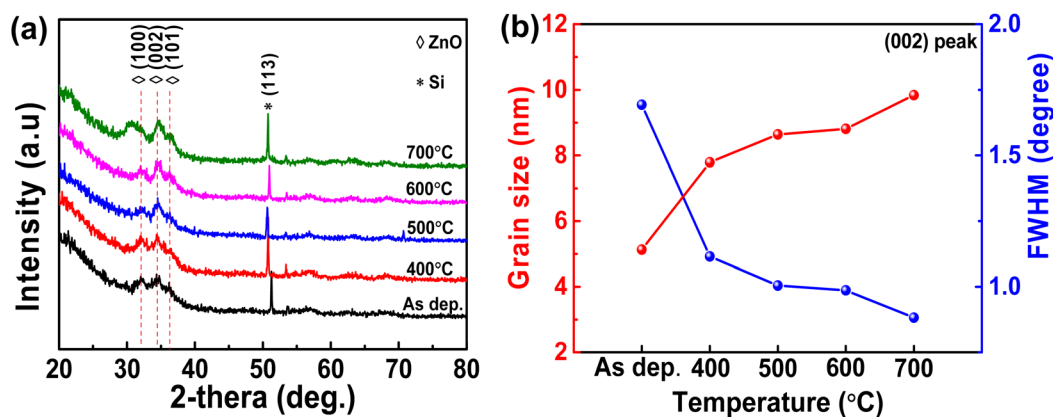 (a)
◊ (100)
◊ (002)
◊ (101)
* (113)
◊ ZnO
* Si
700°C
600°C
500°C
400°C
As dep.
Intensity (a.u)
20 30 40 50 60 70 80
2-thera (deg.)
(b)
(002) peak
12
10
8
6
4
2
Grain size (nm)
2.0
1.5
1.0
FWHM (degree)
As dep. 400 500 600 700
Temperature (°C)